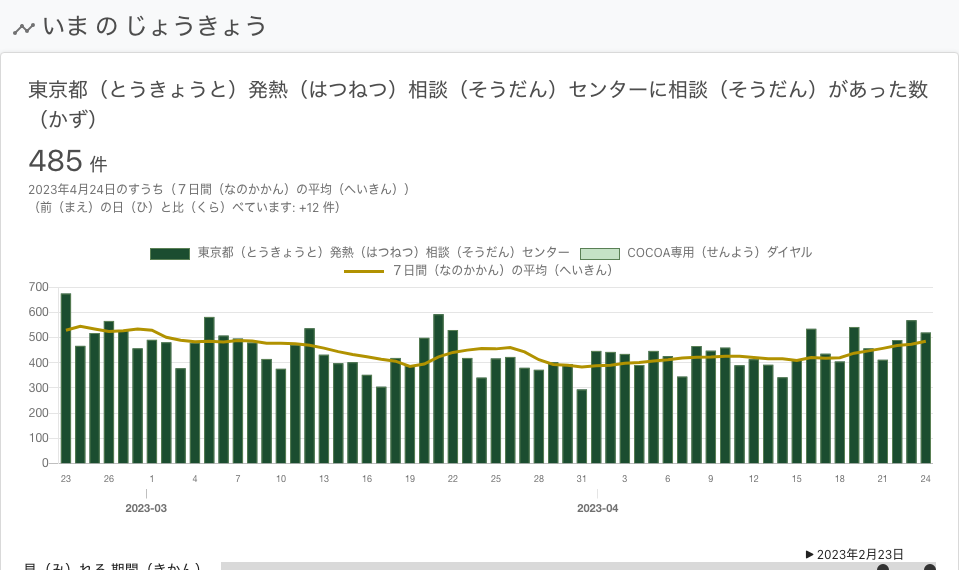 いま の じょうきょう
東京都（とうきょうと）発熱（はつねつ）相談（そうだん）センターに相談（そうだん）があった数
（かず）
485 件
2023年4月24日のすうち（７日間（なのかかん）の平均（へいきん））
（前（まえ）の日（ひ）と比（くら）べています: +12 件）
東京都（とうきょうと）発熱（はつねつ）相談（そうだん）センター COCOA専用（せんよう）ダイヤル
７日間（なのかかん）の平均（へいきん）
700
600
500
400
300
200
100
0
23 26 1 4 7 10 13 16 19 22 25 28 31 3 6 9 12 15 18 21 24
2023-03 2023-04
▶ 2023年2月23日
見（み）れる 期間（きかん）